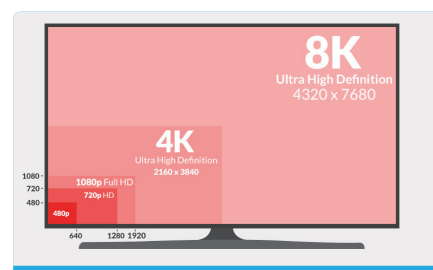 8K
Ultra High Definition
4320 x 7680
4K
Ultra High Definition
2160 x 3840
1080p Full HD
720p HD
480p
1080 -
720 -
480 -
640
1280 1920